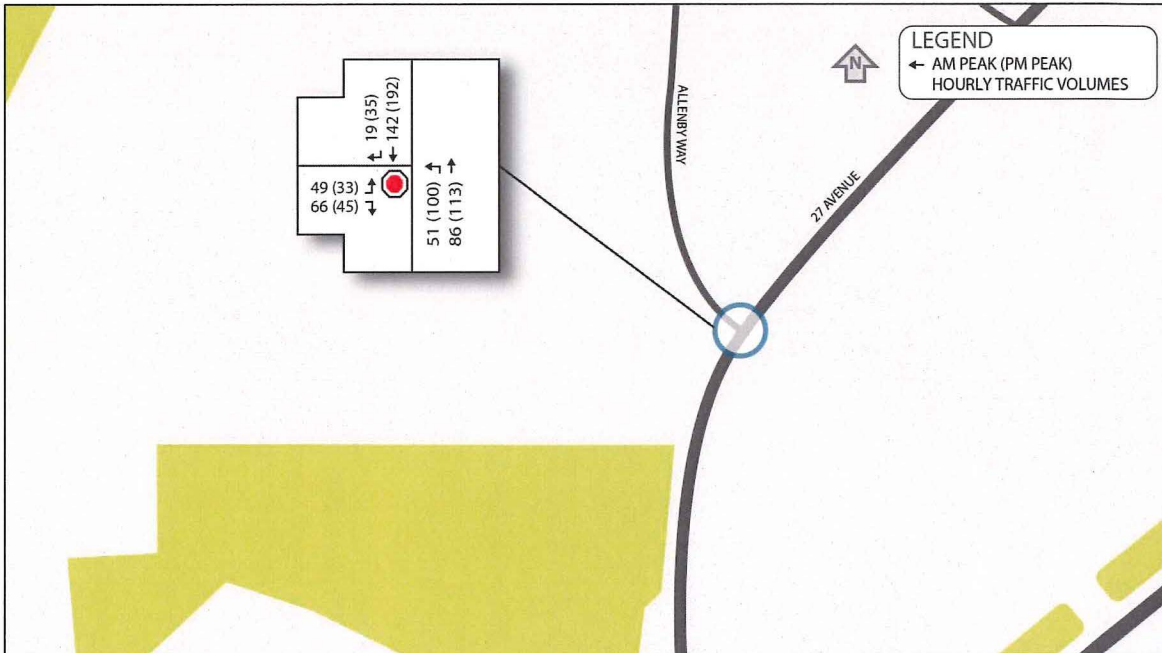 LEGEND
← AM PEAK (PM PEAK)
HOURLY TRAFFIC VOLUMES
N
19 (35)
142 (192)
49 (33)
66 (45)
51 (100)
86 (113)
ALLENBY WAY
27 AVENUE